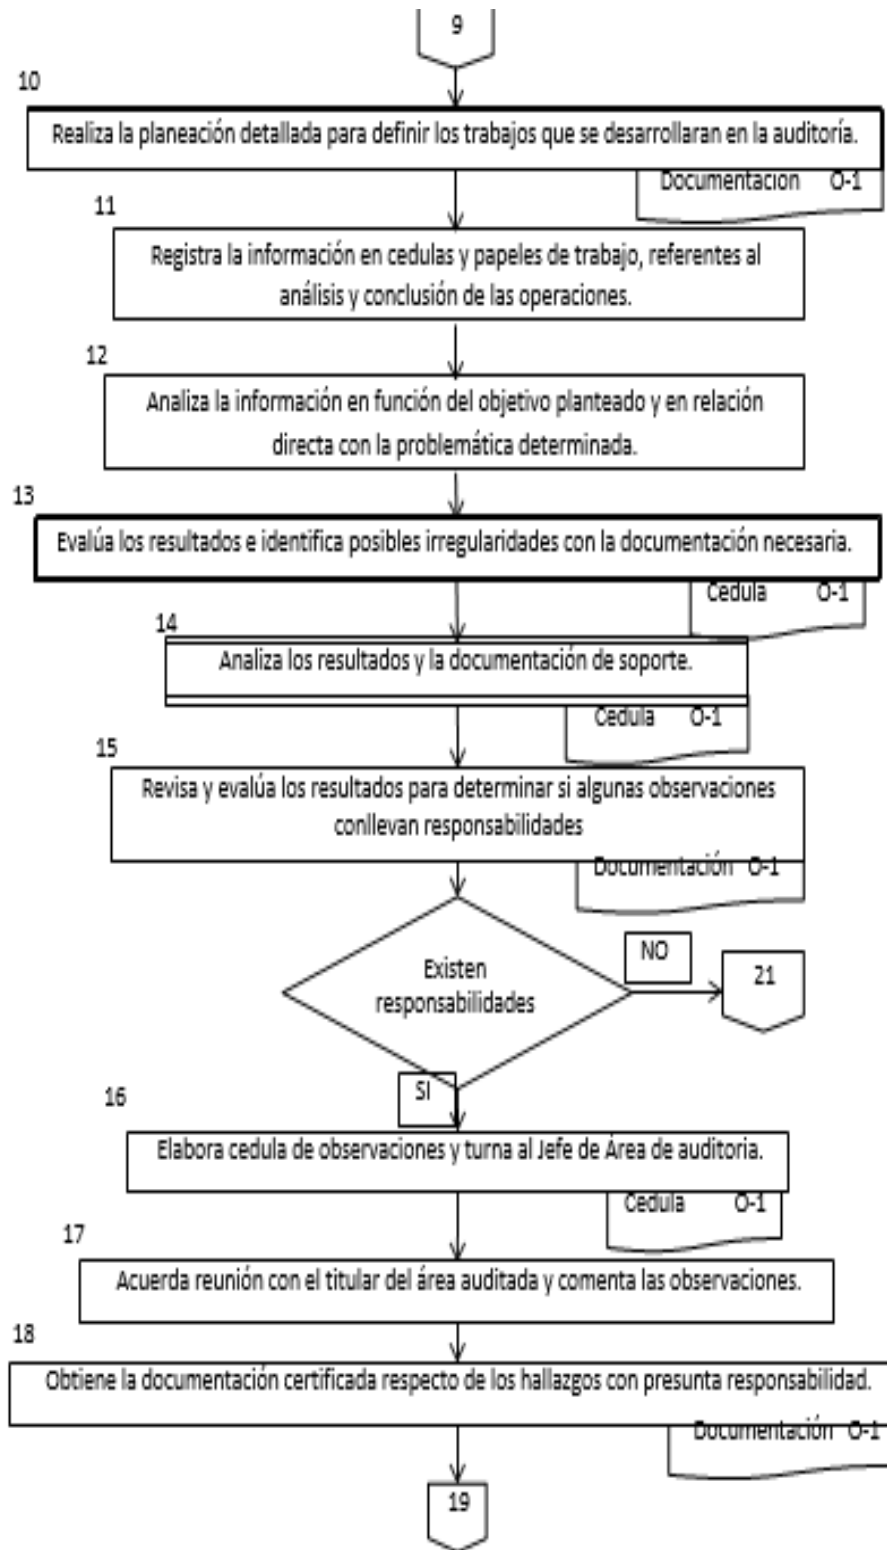 9
10
Realiza la planeación detallada para definir los trabajos que se desarrollaran en la auditoría.
Documentación O-1
11
Registra la información en cedulas y papeles de trabajo, referentes al
análisis y conclusión de las operaciones.
12
Analiza la información en función del objetivo planteado y en relación
directa con la problemática determinada.
13
Evalúa los resultados e identifica posibles irregularidades con la documentación necesaria.
Cedula O-1
14
Analiza los resultados y la documentación de soporte.
Cedula O-1
15
Revisa y evalúa los resultados para determinar si algunas observaciones
conllevan responsabilidades
Documentación O-1
Existen
responsabilidades
NO
21
SI
16
Elabora cedula de observaciones y turna al Jefe de Área de auditoria.
Cedula O-1
17
Acuerda reunión con el titular del área auditada y comenta las observaciones.
18
Obtiene la documentación certificada respecto de los hallazgos con presunta responsabilidad.
Documentación O-1
19